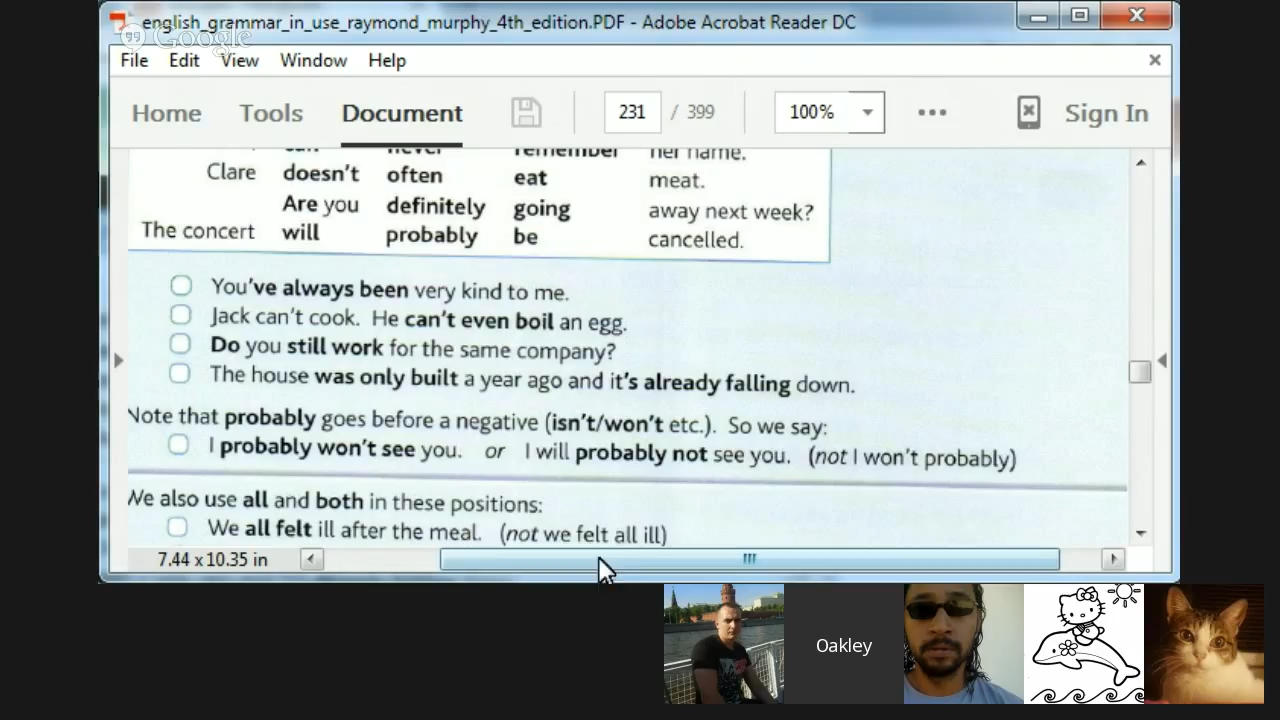 english_grammar_in_use_raymond_murphy_4th_edition.PDF - Adobe Acrobat Reader DC
Google
File Edit View Window Help
Home Tools Document 231 / 399 100% Sign In
never remember her name.
Clare doesn't often eat meat.
Are you definitely going away next week?
The concert will probably be cancelled.
You've always been very kind to me.
Jack can't cook. He can't even boil an egg.
Do you still work for the same company?
The house was only built a year ago and it's already falling down.
Note that probably goes before a negative (isn't/won't etc.). So we say:
I probably won't see you. or I will probably not see you. (not I won't probably)
We also use all and both in these positions:
We all felt ill after the meal. (not we felt all ill)
7.44 x 10.35 in
Oakley